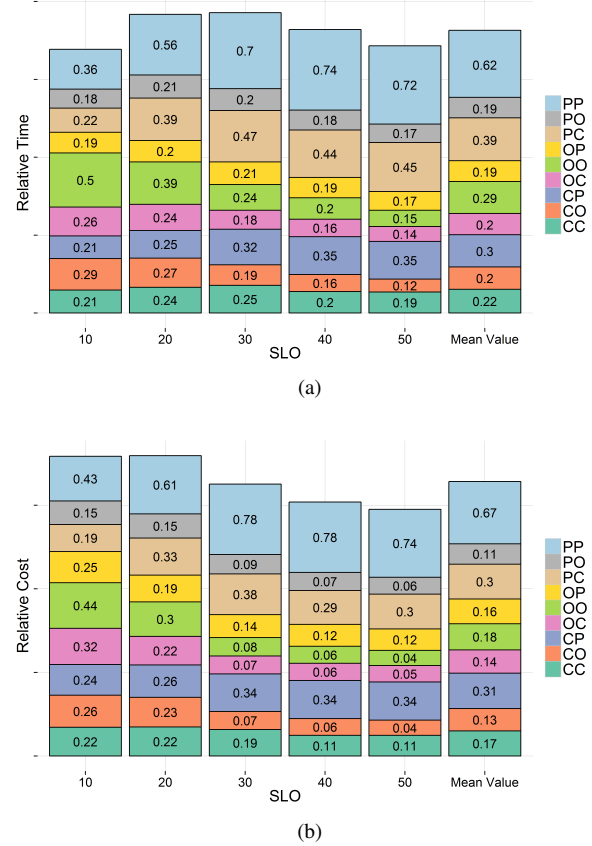 Relative Time
0.36 0.56 0.7 0.74 0.72 0.62
0.18 0.21 0.2 0.18 0.17 0.19
0.22 0.39 0.47 0.44 0.45 0.39
0.19 0.2 0.21 0.19 0.17 0.19
0.5 0.39 0.24 0.2 0.15 0.29
0.26 0.24 0.18 0.16 0.14 0.2
0.21 0.25 0.32 0.35 0.35 0.3
0.29 0.27 0.19 0.16 0.12 0.2
0.21 0.24 0.25 0.2 0.19 0.22
10 20 30 40 50 Mean Value
SLO
PP
PO
PC
OP
OO
OC
CP
CO
CC
(a)
Relative Cost
0.43 0.61 0.78 0.78 0.74 0.67
0.15 0.15 0.09 0.07 0.06 0.11
0.19 0.33 0.38 0.29 0.3 0.3
0.25 0.19 0.14 0.12 0.12 0.16
0.44 0.3 0.08 0.06 0.04 0.18
0.32 0.22 0.07 0.06 0.05 0.14
0.24 0.26 0.34 0.34 0.34 0.31
0.26 0.23 0.07 0.06 0.04 0.13
0.22 0.22 0.19 0.11 0.11 0.17
10 20 30 40 50 Mean Value
SLO
PP
PO
PC
OP
OO
OC
CP
CO
CC
(b)